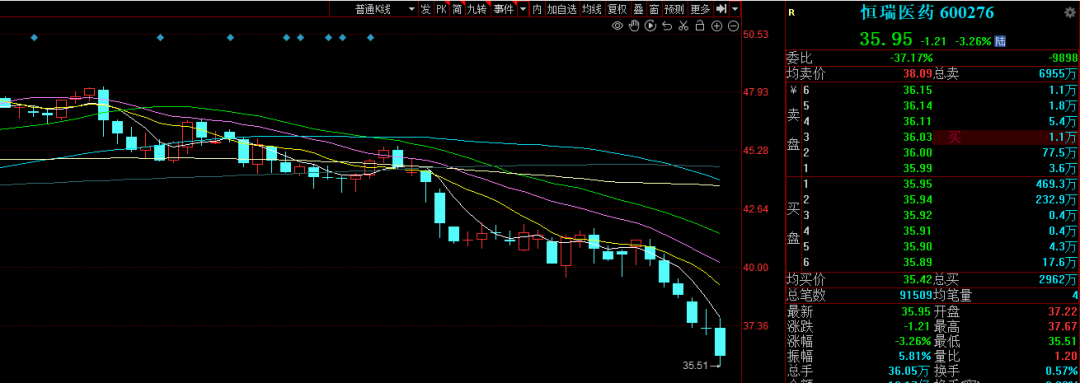 普通K线 发 PK 简 九转 事件 内 加自选 均线 复权 叠 窗 预测 更多
50.53
47.93
45.28
42.64
40.00
37.36
35.51
R 恒瑞医药 600276
35.95 -1.21 -3.26% 陆
委比 -37.17% -9898
均卖价 38.09 总卖 6955万
¥ 6 36.15 1.1万
5 36.14 1.8万
卖
4 36.11 5.4万
盘 3 36.03 买 1.1万
2 36.00 77.5万
1 35.99 3.6万
1 35.95 469.3万
2 35.94 232.9万
买
3 35.92 0.4万
4 35.91 0.4万
盘
5 35.90 4.3万
6 35.89 17.6万
均买价 35.42 总买 2962万
总笔数 91509 均笔量 4
最新 35.95 开盘 37.22
涨跌 -1.21 最高 37.67
涨幅 -3.26% 最低 35.51
振幅 5.81% 量比 1.20
总手 36.05万 换手 0.57%